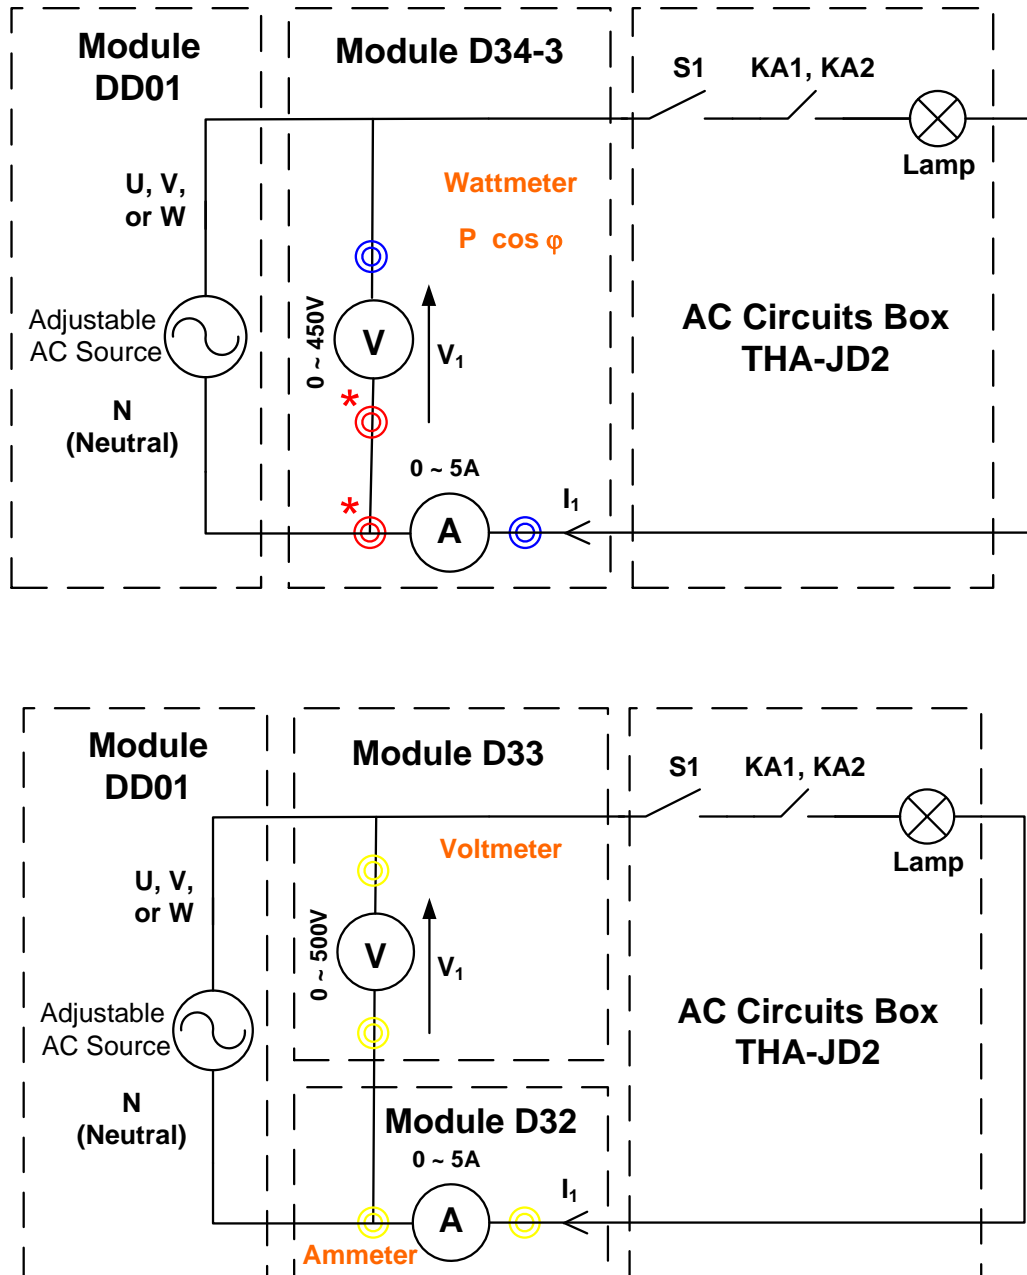 Module
DD01
Module D34-3
S1
KA1, KA2
Lamp
U, V,
or W
Wattmeter
P cos φ
Adjustable
AC Source
0 ~ 450V
V
V1
AC Circuits Box
THA-JD2
N
(Neutral)
*
0 ~ 5A
*
A
I1
Module
DD01
Module D33
S1
KA1, KA2
Lamp
Voltmeter
U, V,
or W
0 ~ 500V
V
V1
Adjustable
AC Source
AC Circuits Box
THA-JD2
N
(Neutral)
Module D32
0 ~ 5A
A
I1
Ammeter